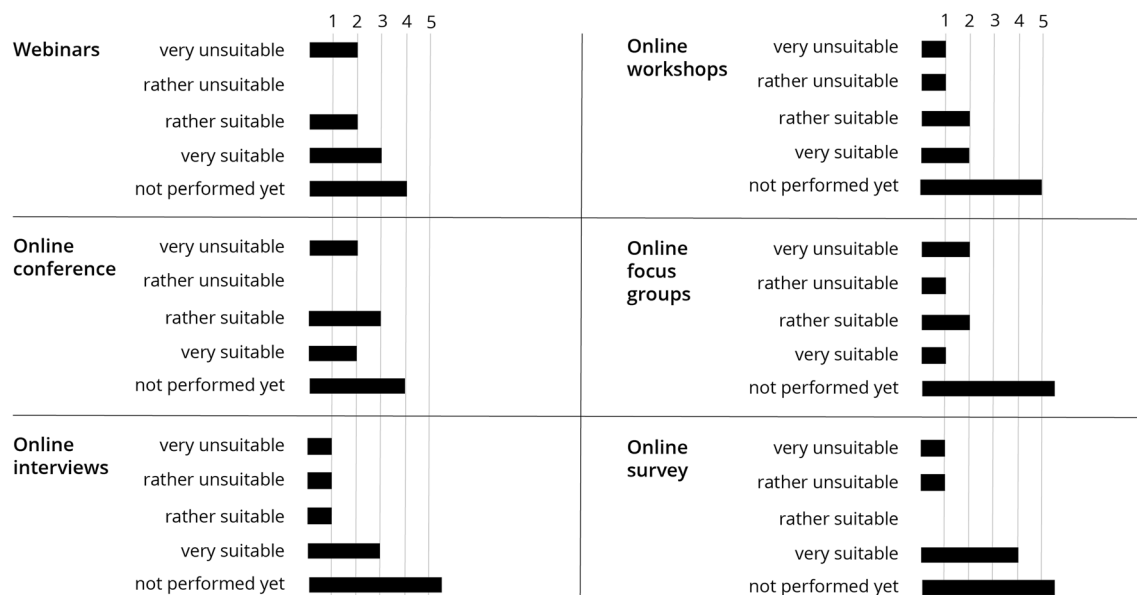 1 2 3 4 5
Webinars
very unsuitable
rather unsuitable
rather suitable
very suitable
not performed yet
1 2 3 4 5
Online
workshops
very unsuitable
rather unsuitable
rather suitable
very suitable
not performed yet
Online
conference
very unsuitable
rather unsuitable
rather suitable
very suitable
not performed yet
Online
focus
groups
very unsuitable
rather unsuitable
rather suitable
very suitable
not performed yet
Online
interviews
very unsuitable
rather unsuitable
rather suitable
very suitable
not performed yet
Online
survey
very unsuitable
rather unsuitable
rather suitable
very suitable
not performed yet